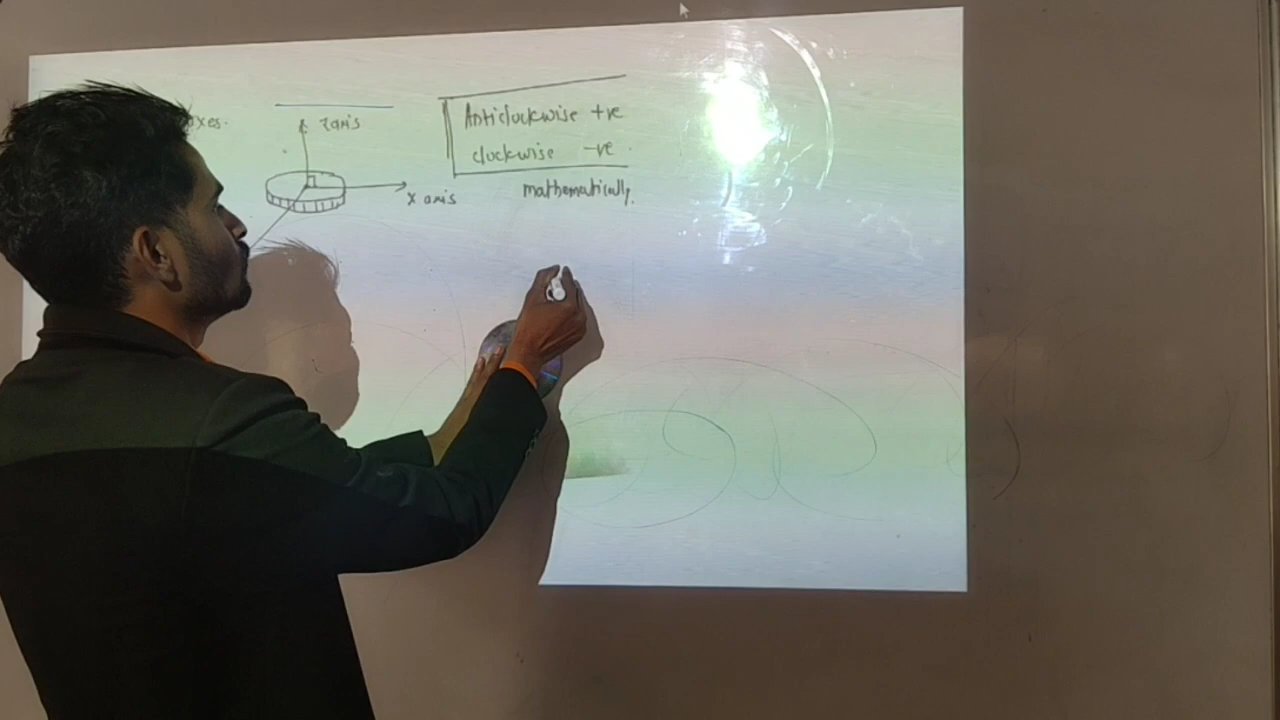 axes.
z axis
x axis
Anticlockwise +ve
clockwise -ve
mathematically.